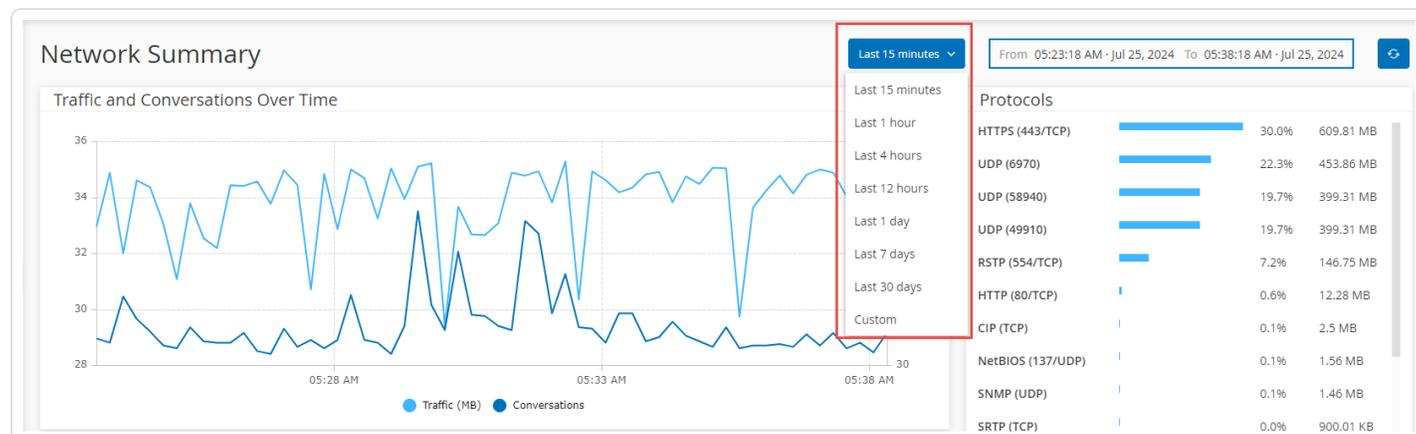 Network Summary
Last 15 minutes
From 05:23:18 AM · Jul 25, 2024 To 05:38:18 AM · Jul 25, 2024
Traffic and Conversations Over Time
36
34
32
30
28
30
05:28 AM
05:33 AM
05:38 AM
Traffic (MB)
Conversations
Last 15 minutes
Last 1 hour
Last 4 hours
Last 12 hours
Last 1 day
Last 7 days
Last 30 days
Custom
Protocols
HTTPS (443/TCP) 30.0% 609.81 MB
UDP (6970) 22.3% 453.86 MB
UDP (58940) 19.7% 399.31 MB
UDP (49910) 19.7% 399.31 MB
RSTP (554/TCP) 7.2% 146.75 MB
HTTP (80/TCP) 0.6% 12.28 MB
CIP (TCP) 0.1% 2.5 MB
NetBIOS (137/UDP) 0.1% 1.56 MB
SNMP (UDP) 0.1% 1.46 MB
SRTP (TCP) 0.0% 900.01 KB